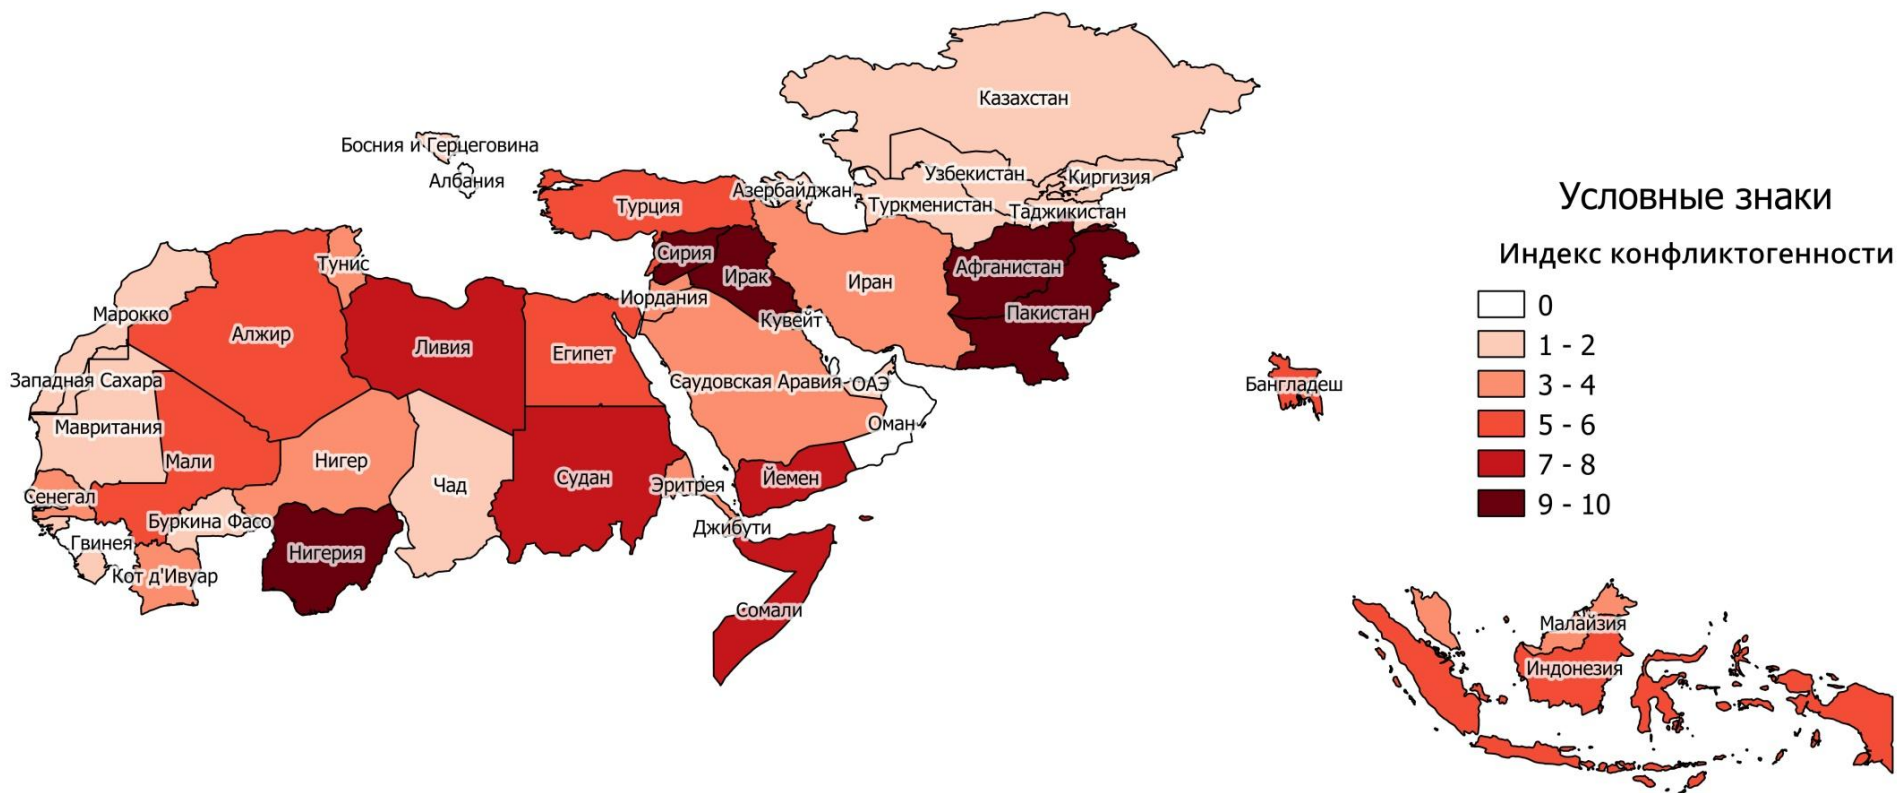 Казахстан
Босния и Герцеговина
Албания
Азербайджан
Узбекистан
Киргизия
Турция
Туркменистан
Таджикистан
Тунис
Сирия
Ирак
Иран
Афганистан
Пакистан
Марокко
Алжир
Ливия
Египет
Иордания
Кувейт
Западная Сахара
Саудовская Аравия
ОАЭ
Бангладеш
Мавритания
Оман
Мали
Нигер
Чад
Судан
Эритрея
Йемен
Сенегал
Буркина Фасо
Джибути
Гвинея
Нигерия
Кот д'Ивуар
Сомали
Малайзия
Индонезия
Условные знаки
Индекс конфликтогенности
0
1 - 2
3 - 4
5 - 6
7 - 8
9 - 10